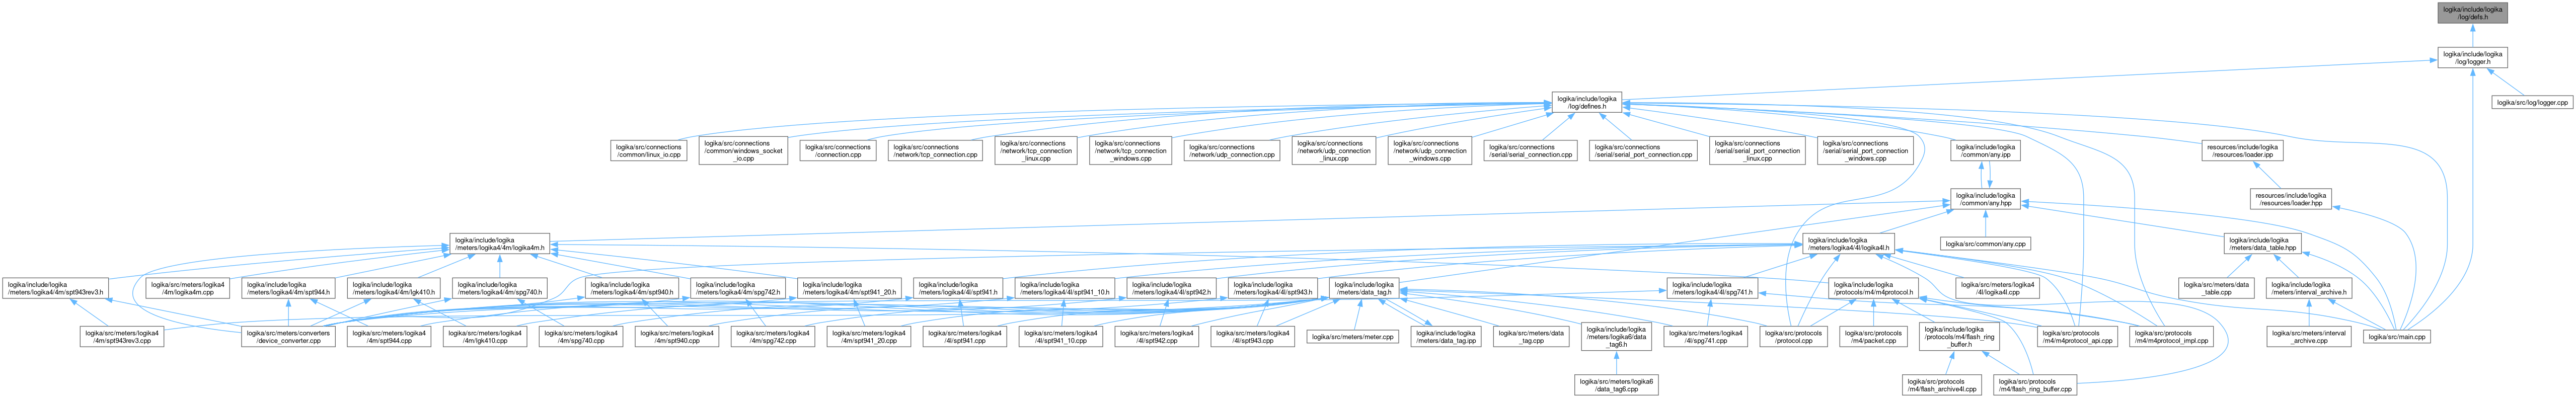 logika/include/logika
/log/defs.h
logika/include/logika
/log/logger.h
logika/include/logika
/log/defines.h
logika/src/log/logger.cpp
logika/src/connections
/common/linux_io.cpp
logika/src/connections
/common/windows_socket
_io.cpp
logika/src/connections
/connection.cpp
logika/src/connections
/network/tcp_connection.cpp
logika/src/connections
/network/tcp_connection
_linux.cpp
logika/src/connections
/network/tcp_connection
_windows.cpp
logika/src/connections
/network/udp_connection.cpp
logika/src/connections
/network/udp_connection
_linux.cpp
logika/src/connections
/network/udp_connection
_windows.cpp
logika/src/connections
/serial/serial_connection.cpp
logika/src/connections
/serial/serial_port_connection.cpp
logika/src/connections
/serial/serial_port_connection
_linux.cpp
logika/src/connections
/serial/serial_port_connection
_windows.cpp
logika/include/logika
/common/any.ipp
resources/include/logika
/resources/loader.ipp
logika/include/logika
/common/any.hpp
resources/include/logika
/resources/loader.hpp
logika/include/logika
/meters/logika4/4m/logika4m.h
logika/include/logika
/meters/logika4/4l/logika4l.h
logika/src/common/any.cpp
logika/include/logika
/meters/data_table.hpp
logika/include/logika
/meters/logika4/4m/spt943rev3.h
logika/src/meters/logika4
/4m/logika4m.cpp
logika/include/logika
/meters/logika4/4m/spt944.h
logika/include/logika
/meters/logika4/4m/lgk410.h
logika/include/logika
/meters/logika4/4m/spg740.h
logika/include/logika
/meters/logika4/4m/spt940.h
logika/include/logika
/meters/logika4/4m/spg742.h
logika/include/logika
/meters/logika4/4m/spt941_20.h
logika/include/logika
/meters/logika4/4l/spt941.h
logika/include/logika
/meters/logika4/4l/spt941_10.h
logika/include/logika
/meters/logika4/4l/spt942.h
logika/include/logika
/meters/logika4/4l/spt943.h
logika/include/logika
/meters/data_tag.h
logika/include/logika
/meters/logika4/4l/spg741.h
logika/include/logika
/protocols/m4/m4protocol.h
logika/src/meters/logika4
/4l/logika4l.cpp
logika/src/meters/data
_table.cpp
logika/include/logika
/meters/interval_archive.h
logika/src/meters/logika4
/4m/spt943rev3.cpp
logika/src/meters/converters
/device_converter.cpp
logika/src/meters/logika4
/4m/spt944.cpp
logika/src/meters/logika4
/4m/lgk410.cpp
logika/src/meters/logika4
/4m/spg740.cpp
logika/src/meters/logika4
/4m/spt940.cpp
logika/src/meters/logika4
/4m/spg742.cpp
logika/src/meters/logika4
/4m/spt941_20.cpp
logika/src/meters/logika4
/4l/spt941.cpp
logika/src/meters/logika4
/4l/spt941_10.cpp
logika/src/meters/logika4
/4l/spt942.cpp
logika/src/meters/logika4
/4l/spt943.cpp
logika/src/meters/meter.cpp
logika/include/logika
/meters/data_tag.ipp
logika/src/meters/data
_tag.cpp
logika/include/logika
/meters/logika6/data
_tag6.h
logika/src/meters/logika4
/4l/spg741.cpp
logika/src/protocols
/protocol.cpp
logika/src/protocols
/m4/packet.cpp
logika/include/logika
/protocols/m4/flash_ring
_buffer.h
logika/src/protocols
/m4/m4protocol_api.cpp
logika/src/protocols
/m4/m4protocol_impl.cpp
logika/src/meters/interval
_archive.cpp
logika/src/main.cpp
logika/src/meters/logika6
/data_tag6.cpp
logika/src/protocols
/m4/flash_archive4l.cpp
logika/src/protocols
/m4/flash_ring_buffer.cpp